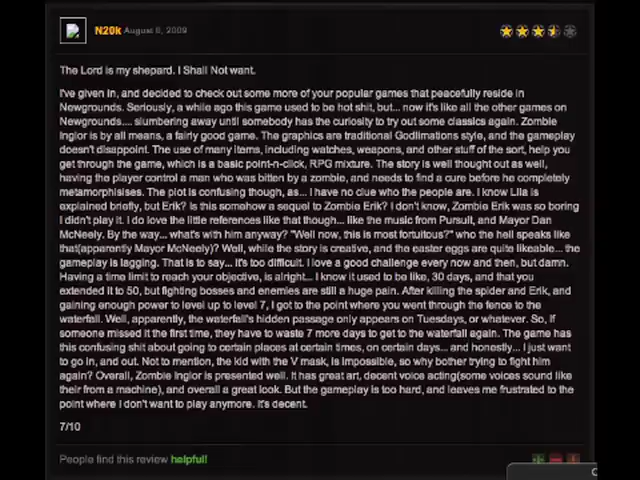 N20k August 6, 2009
The Lord is my shepard. I Shall Not want.
I've given in, and decided to check out some more of your popular games that peacefully reside in
Newgrounds. Seriously, a while ago this game used to be hot shit, but... now it's like all the other games on
Newgrounds.... slumbering away until somebody has the curiosity to try out some classics again. Zombie
Inglor is by all means, a fairly good game. The graphics are traditional Godlimations style, and the gameplay
doesn't disappoint. The use of many items, including watches, weapons, and other stuff of the sort, help you
get through the game, which is a basic point-n-click, RPG mixture. The story is well thought out as well,
having the player control a man who was bitten by a zombie, and needs to find a cure before he completely
metamorphisises. The plot is confusing though, as... I have no clue who the people are. I know Lila is
explained briefly, but Erik? Is this somehow a sequel to Zombie Erik? I don't know, Zombie Erik was so boring
I didn't play it. I do love the little references like that though... like the music from Pursuit, and Mayor Dan
McNeely. By the way... what's with him anyway? "Well now, this is most fortuitous?" who the hell speaks like
that(apparently Mayor McNeely)? Well, while the story is creative, and the easter eggs are quite likeable... the
gameplay is lagging. That is to say... it's too difficult. I love a good challenge every now and then, but damn.
Having a time limit to reach your objective, is alright... I know it used to be like, 30 days, and that you
extended it to 50, but fighting bosses and enemies are still a huge pain. After killing the spider and Erik, and
gaining enough power to level up to level 7, I got to the point where you went through the fence to the
waterfall. Well, apparently, the waterfall's hidden passage only appears on Tuesdays, or whatever. So, if
someone missed it the first time, they have to waste 7 more days to get to the waterfall again. The game has
this confusing shit about going to certain places at certain times, on certain days... and honestly... I just want
to go in, and out. Not to mention, the kid with the V mask, is impossible, so why bother trying to fight him
again? Overall, Zombie Inglor is presented well. It has great art, decent voice acting(some voices sound like
their from a machine), and overall a great look. But the gameplay is too hard, and leaves me frustrated to the
point where I don't want to play anymore. It's decent.
7/10
People find this review helpful!